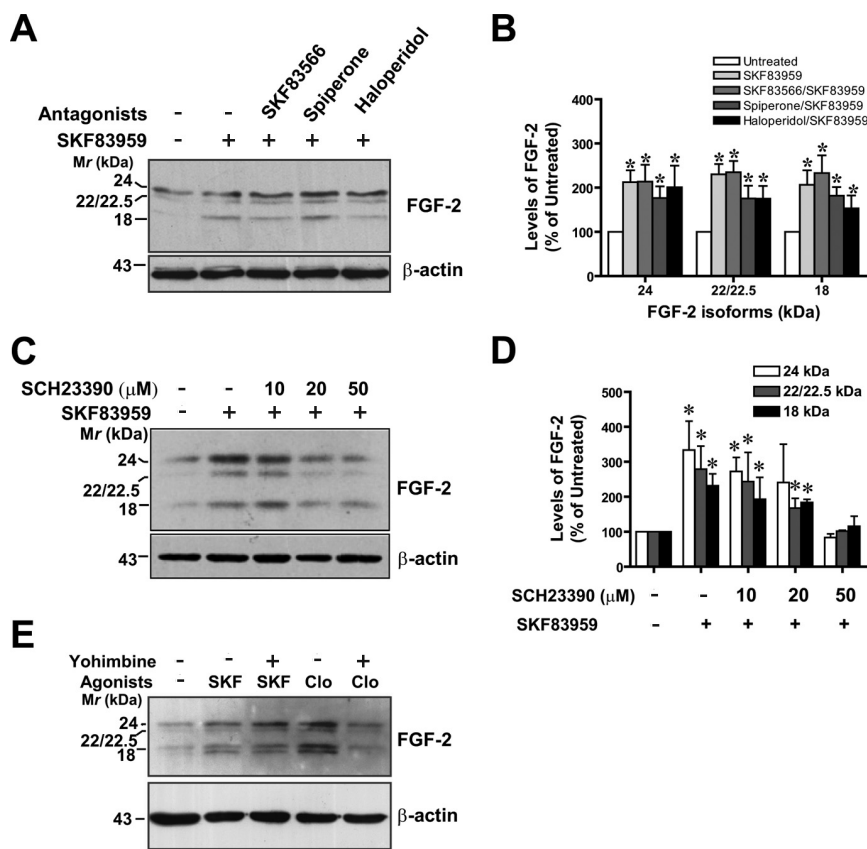 A
SKF83566
Spiperone
Haloperidol
Antagonists - -
SKF83959 - + + + +
Mr (kDa)
24
22/22.5
18
FGF-2
43
β-actin
B
Untreated
SKF83959
SKF83566/SKF83959
Spiperone/SKF83959
Haloperidol/SKF83959
Levels of FGF-2
(% of Untreated)
400
300
200
100
0
* * * * * * * * * * * *
24 22/22.5 18
FGF-2 isoforms (kDa)
C
SCH23390 (μM) - - 10 20 50
SKF83959 - + + + +
Mr (kDa)
24
22/22.5
18
FGF-2
43
β-actin
D
24 kDa
22/22.5 kDa
18 kDa
Levels of FGF-2
(% of Untreated)
500
400
300
200
100
0
* * * * * * * *
SCH23390 (μM) - - 10 20 50
SKF83959 - + + + +
E
Yohimbine - - + - +
Agonists - SKF SKF Clo Clo
Mr (kDa)
24
22/22.5
18
FGF-2
43
β-actin